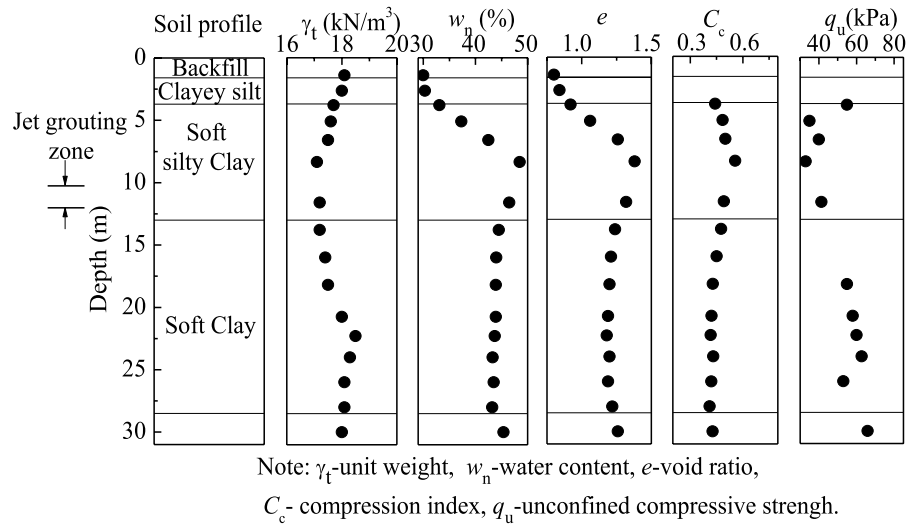 Soil profile γt (kN/m³) wn (%) e Cc qu(kPa)
16 18 20 30 40 50 1.0 1.5 0.3 0.6 40 60 80
0
Backfill
Clayey silt
5
Jet grouting
zone
Soft
silty Clay
10
Depth (m)
15
20
Soft Clay
25
30
Note: γt-unit weight, wn-water content, e-void ratio,
Cc- compression index, qu-unconfined compressive strengh.